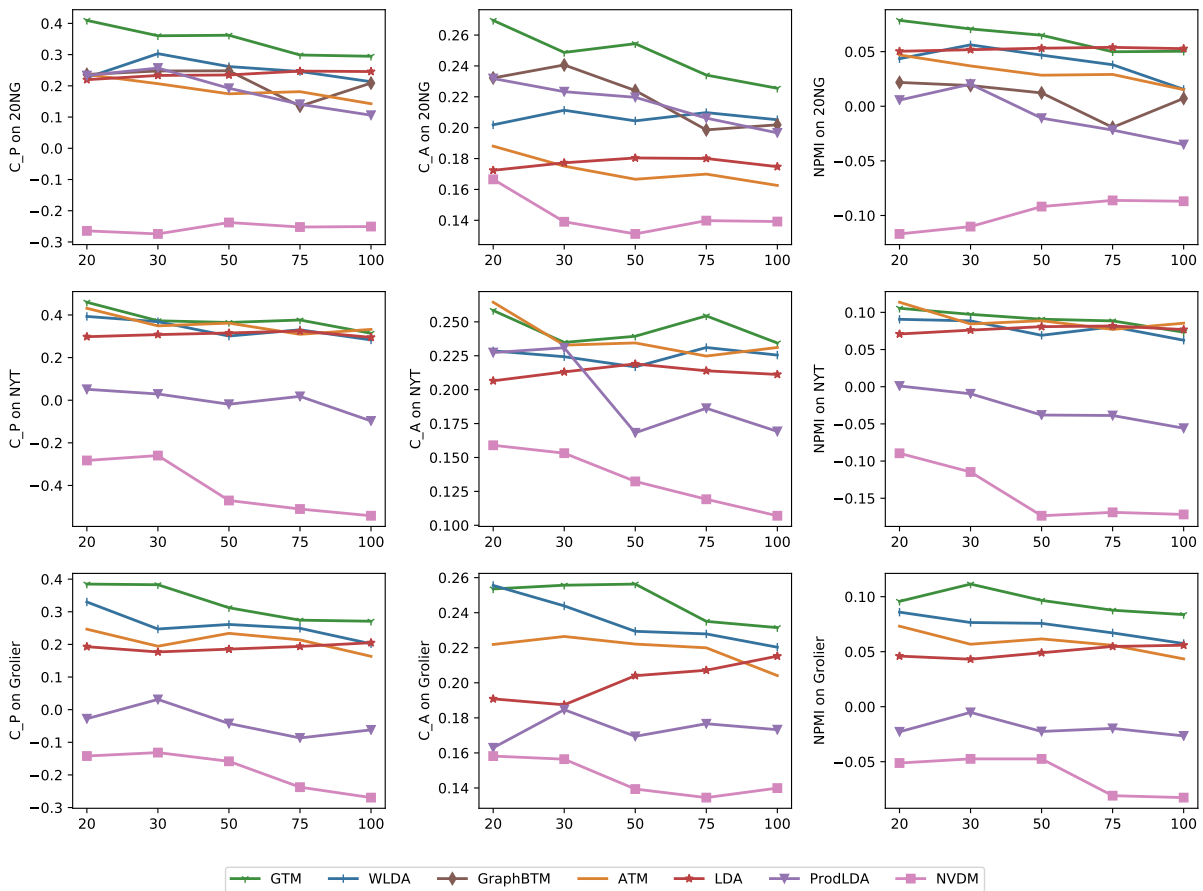 C_P on 20NG
0.4
0.3
0.2
0.1
0.0
−0.1
−0.2
−0.3
20 30 50 75 100
C_A on 20NG
0.26
0.24
0.22
0.20
0.18
0.16
0.14
20 30 50 75 100
NPMI on 20NG
0.05
0.00
−0.05
−0.10
20 30 50 75 100
C_P on NYT
0.4
0.2
0.0
−0.2
−0.4
20 30 50 75 100
C_A on NYT
0.250
0.225
0.200
0.175
0.150
0.125
0.100
20 30 50 75 100
NPMI on NYT
0.10
0.05
0.00
−0.05
−0.10
−0.15
20 30 50 75 100
C_P on Grolier
0.4
0.3
0.2
0.1
0.0
−0.1
−0.2
−0.3
20 30 50 75 100
C_A on Grolier
0.26
0.24
0.22
0.20
0.18
0.16
0.14
20 30 50 75 100
NPMI on Grolier
0.10
0.05
0.00
−0.05
20 30 50 75 100
GTM WLDA GraphBTM ATM LDA ProdLDA NVDM